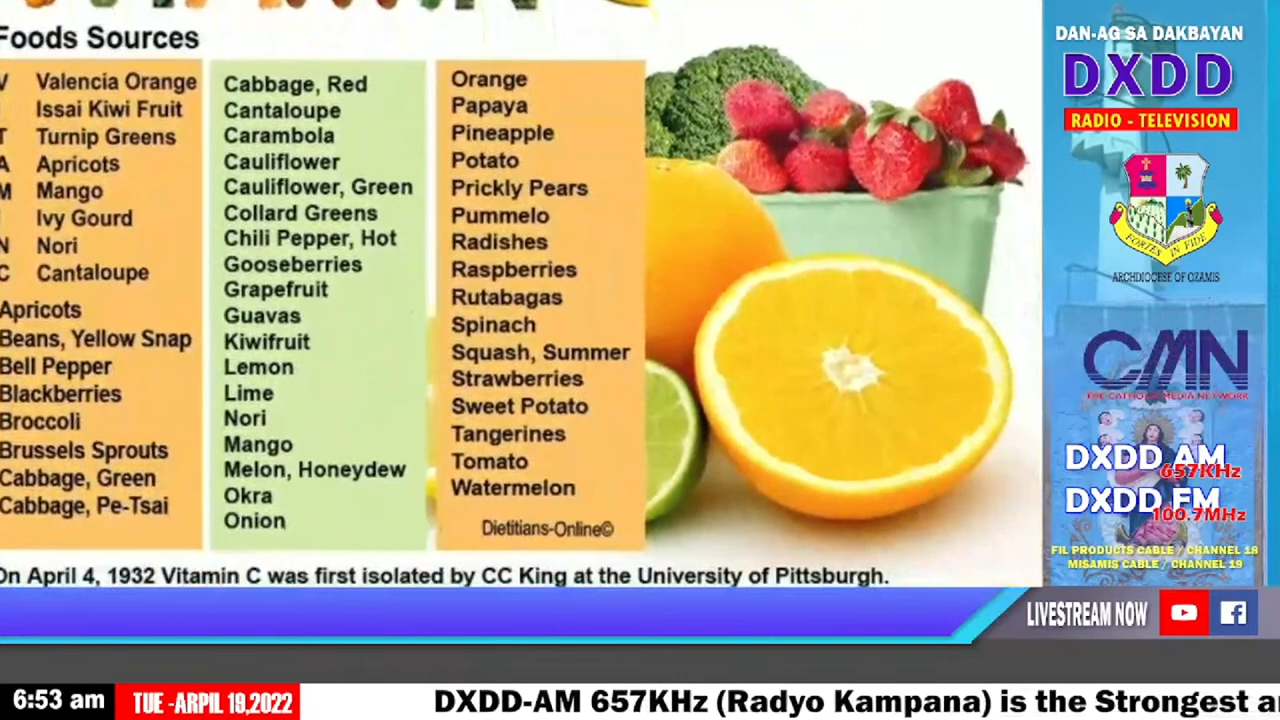 Foods Sources
V Valencia Orange
Issai Kiwi Fruit
T Turnip Greens
A Apricots
M Mango
Ivy Gourd
N Nori
C Cantaloupe
Apricots
Beans, Yellow Snap
Bell Pepper
Blackberries
Broccoli
Brussels Sprouts
Cabbage, Green
Cabbage, Pe-Tsai
Cabbage, Red
Cantaloupe
Carambola
Cauliflower
Cauliflower, Green
Collard Greens
Chili Pepper, Hot
Gooseberries
Grapefruit
Guavas
Kiwifruit
Lemon
Lime
Nori
Mango
Melon, Honeydew
Okra
Onion
Orange
Papaya
Pineapple
Potato
Prickly Pears
Pummelo
Radishes
Raspberries
Rutabagas
Spinach
Squash, Summer
Strawberries
Sweet Potato
Tangerines
Tomato
Watermelon
Dietitians-Online©
On April 4, 1932 Vitamin C was first isolated by CC King at the University of Pittsburgh.
DAN-AG SA DAKBAYAN
DXDD
RADIO - TELEVISION
FORTES IN FIDE
ARCHDIOCESE OF OZAMIS
CMN
THE CATHOLIC MEDIA NETWORK
DXDD AM
657KHz
DXDD FM
100.7MHz
FIL PRODUCTS CABLE / CHANNEL 18
MISAMIS CABLE / CHANNEL 19
LIVESTREAM NOW
6:53 am
TUE -ARPIL 19,2022
DXDD-AM 657KHz (Radyo Kampana) is the Strongest a